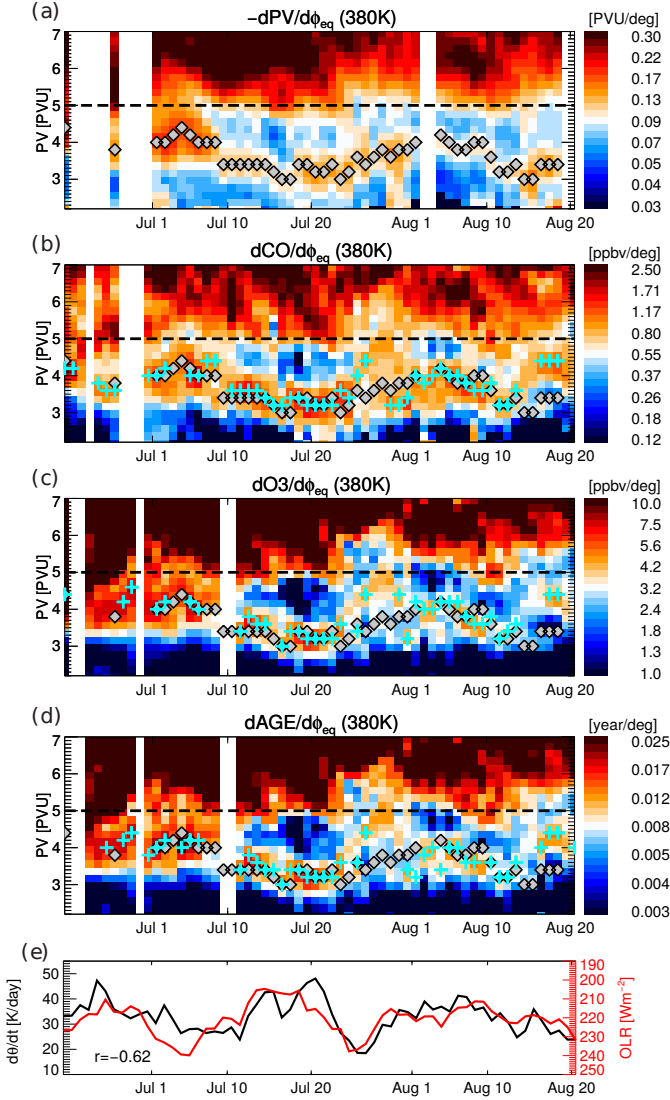 (a)
-dPV/dϕeq (380K)
[PVU/deg]
7
6
5
4
3
PV [PVU]
0.30
0.22
0.17
0.13
0.09
0.07
0.05
0.04
0.03
Jul 1
Jul 10
Jul 20
Aug 1
Aug 10
Aug 20
(b)
dCO/dϕeq (380K)
[ppbv/deg]
7
6
5
4
3
PV [PVU]
2.50
1.71
1.17
0.80
0.55
0.37
0.26
0.17
0.12
Jul 1
Jul 10
Jul 20
Aug 1
Aug 10
Aug 20
(c)
dO3/dϕeq (380K)
[ppbv/deg]
7
6
5
4
3
PV [PVU]
10.0
7.5
5.6
4.2
3.2
2.4
1.8
1.3
1.0
Jul 1
Jul 10
Jul 20
Aug 1
Aug 10
Aug 20
(d)
dAGE/dϕeq (380K)
[year/deg]
7
6
5
4
3
PV [PVU]
0.025
0.017
0.012
0.009
0.007
0.005
0.004
0.003
Jul 1
Jul 10
Jul 20
Aug 1
Aug 10
Aug 20
(e)
50
40
30
20
10
dθ/dt [K/day]
r=−0.62
190
200
210
220
230
240
250
OLR [Wm⁻²]
Jul 1
Jul 10
Jul 20
Aug 1
Aug 10
Aug 20